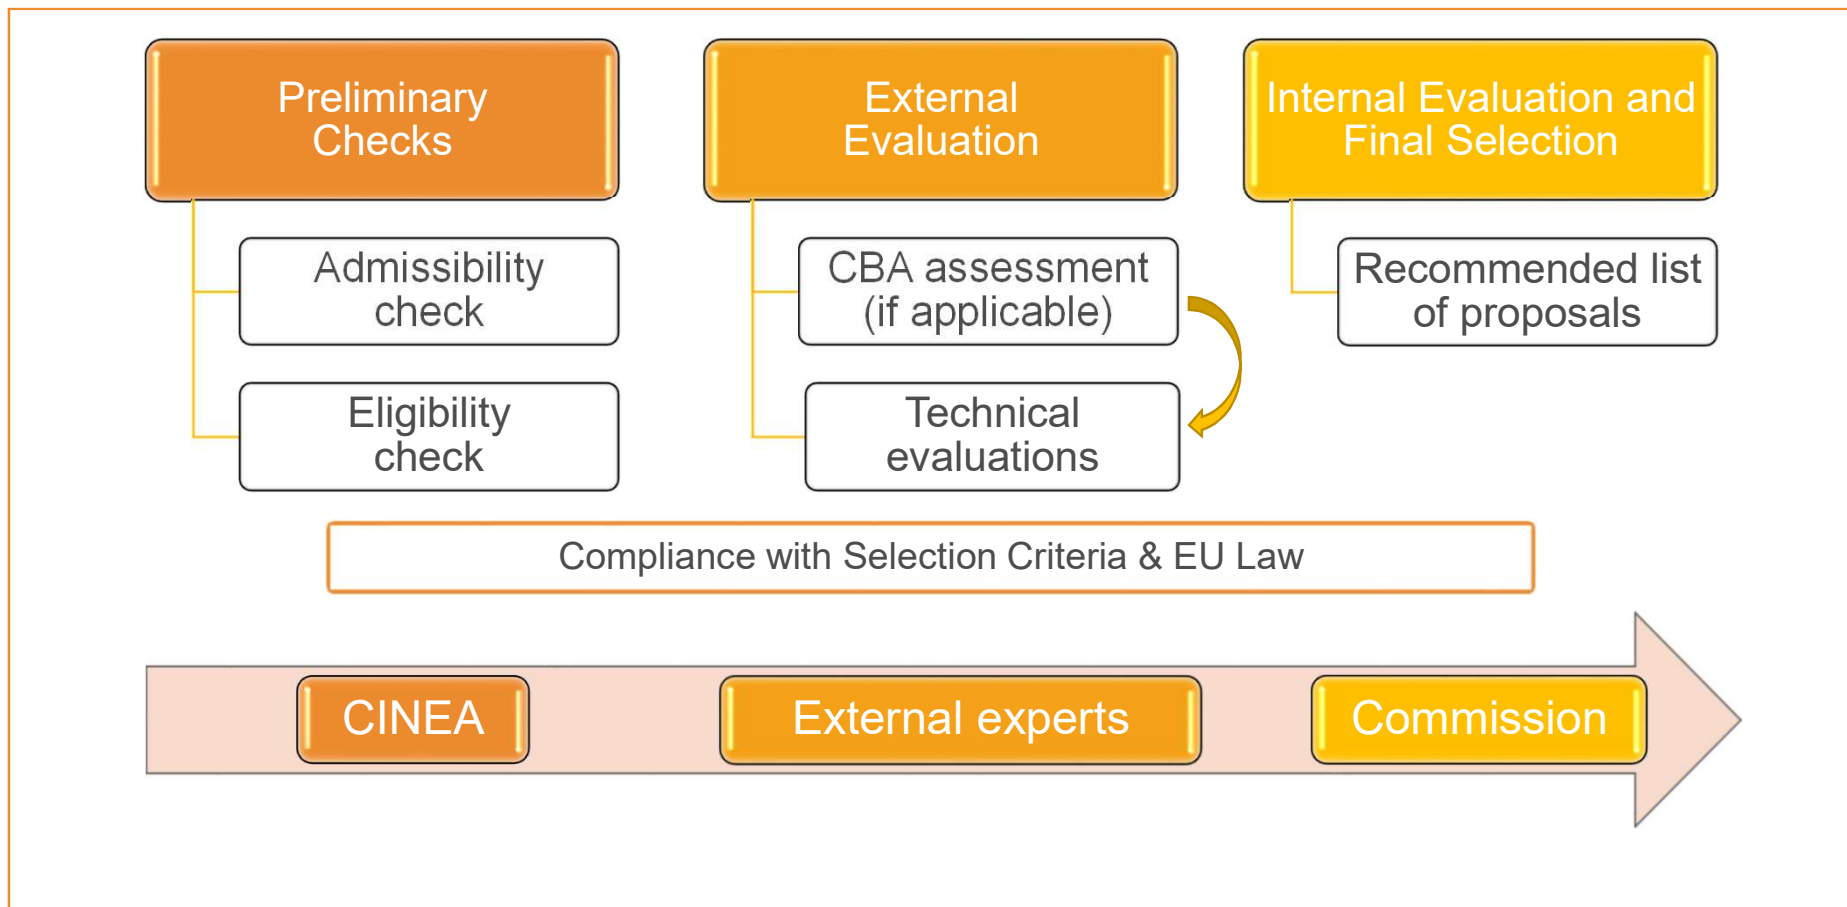 Preliminary
Checks
Admissibility
check
Eligibility
check
External
Evaluation
CBA assessment
(if applicable)
Technical
evaluations
Internal Evaluation and
Final Selection
Recommended list
of proposals
Compliance with Selection Criteria & EU Law
CINEA
External experts
Commission